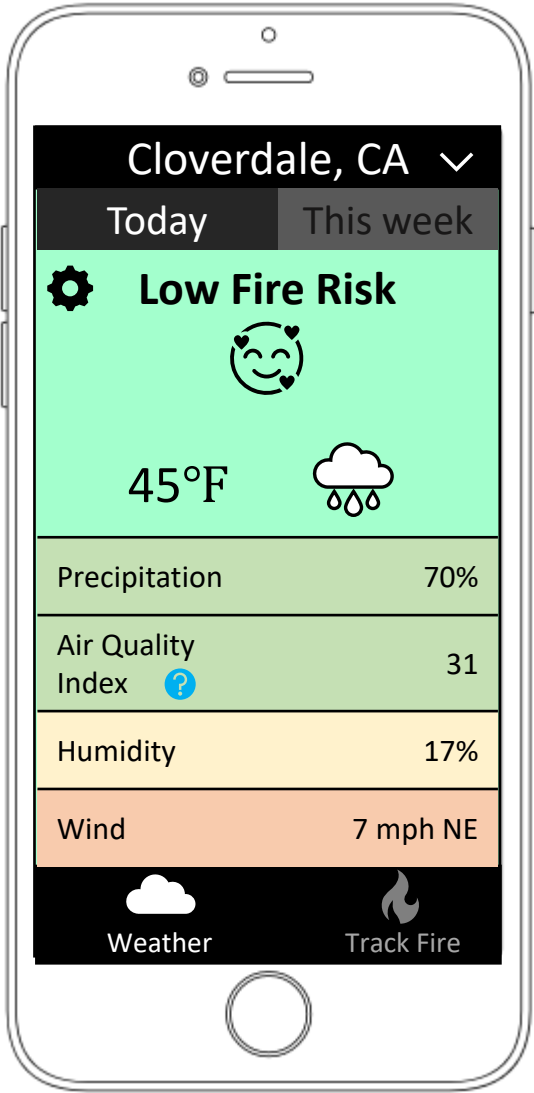 Cloverdale, CA
Today This week
Low Fire Risk
45°F
Precipitation 70%
Air Quality
Index ? 31
Humidity 17%
Wind 7 mph NE
Weather Track Fire